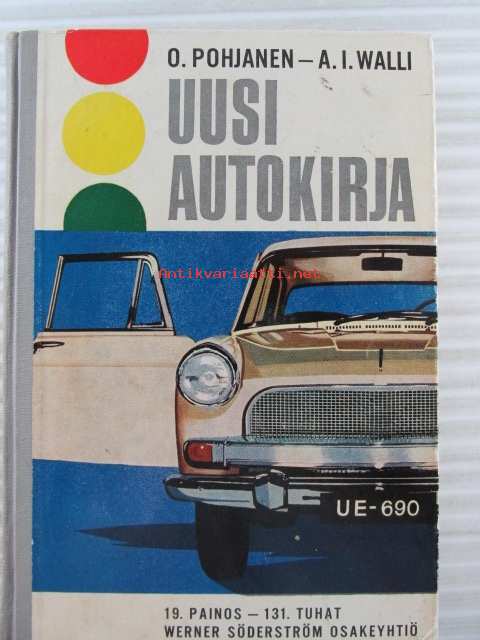 O. POHJANEN – A. I. WALLI
UUSI
AUTOKIRJA
Antikvariaatti.net
UE-690
19. PAINOS – 131. TUHAT
WERNER SÖDERSTRÖM OSAKEYHTIÖ